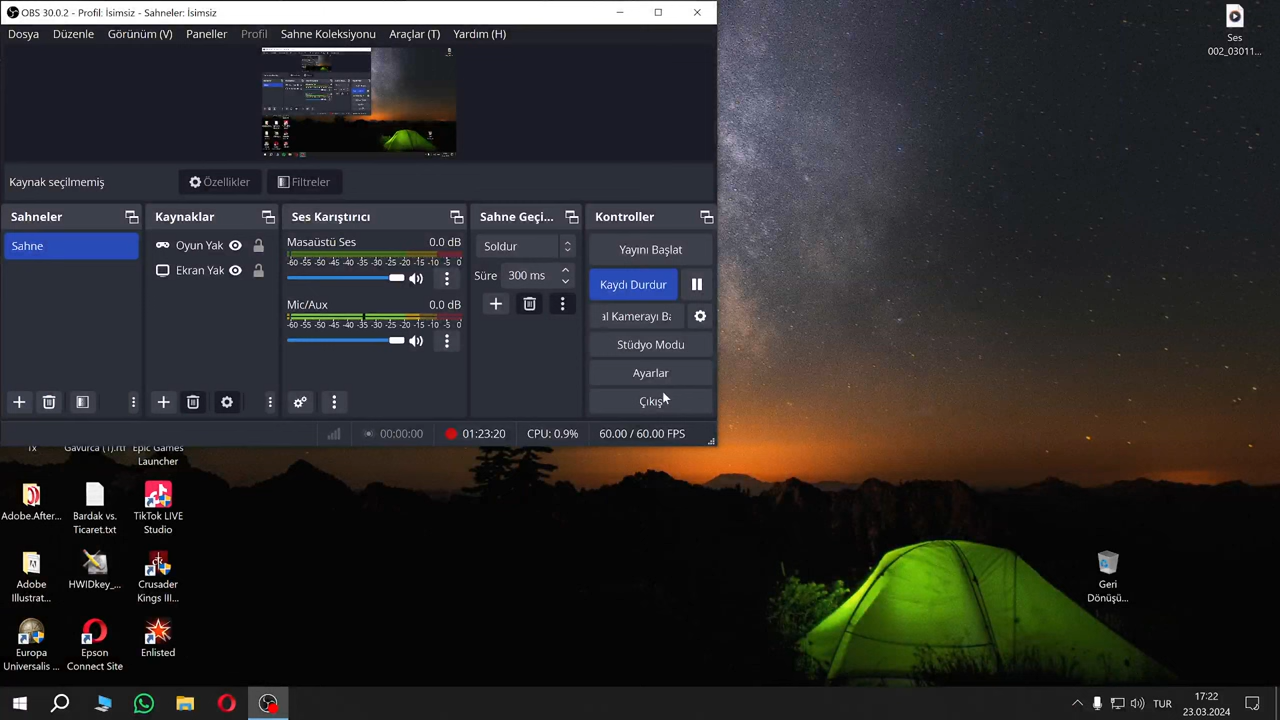 OBS 30.0.2 - Profil: İsimsiz - Sahneler: İsimsiz
Dosya Düzenle Görünüm (V) Paneller Profil Sahne Koleksiyonu Araçlar (T) Yardım (H)
Ses
002_03011...
Kaynak seçilmemiş Özellikler Filtreler
Sahneler Kaynaklar Ses Karıştırıcı Sahne Geçi... Kontroller
Sahne
Oyun Yak
Ekran Yak
Masaüstü Ses 0.0 dB
-60 -55 -50 -45 -40 -35 -30 -25 -20 -15 -10 -5 0
Mic/Aux 0.0 dB
-60 -55 -50 -45 -40 -35 -30 -25 -20 -15 -10 -5 0
Soldur
Süre 300 ms
Yayını Başlat
Kaydı Durdur
al Kamerayı Ba
Stüdyo Modu
Ayarlar
Çıkış
00:00:00 01:23:20 CPU: 0.9% 60.00 / 60.00 FPS
Gavurca (1).rtf
Epic Games
Launcher
Adobe.After...
Bardak vs.
Ticaret.txt
TikTok LIVE
Studio
Adobe
Illustrat...
HWIDkey_...
Crusader
Kings III...
Europa
Universalis ...
Epson
Connect Site
Enlisted
Geri
Dönüşü...
TUR
17:22
23.03.2024